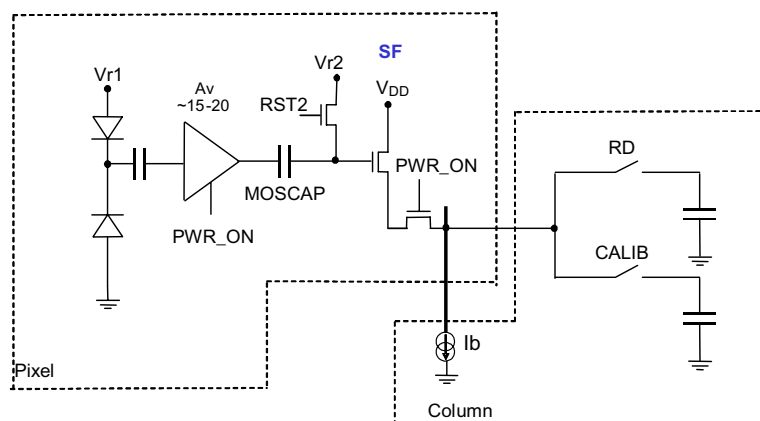 SF
Vr1
Av
~15-20
Vr2
RST2
VDD
PWR_ON
RD
MOSCAP
PWR_ON
CALIB
Ib
Pixel
Column